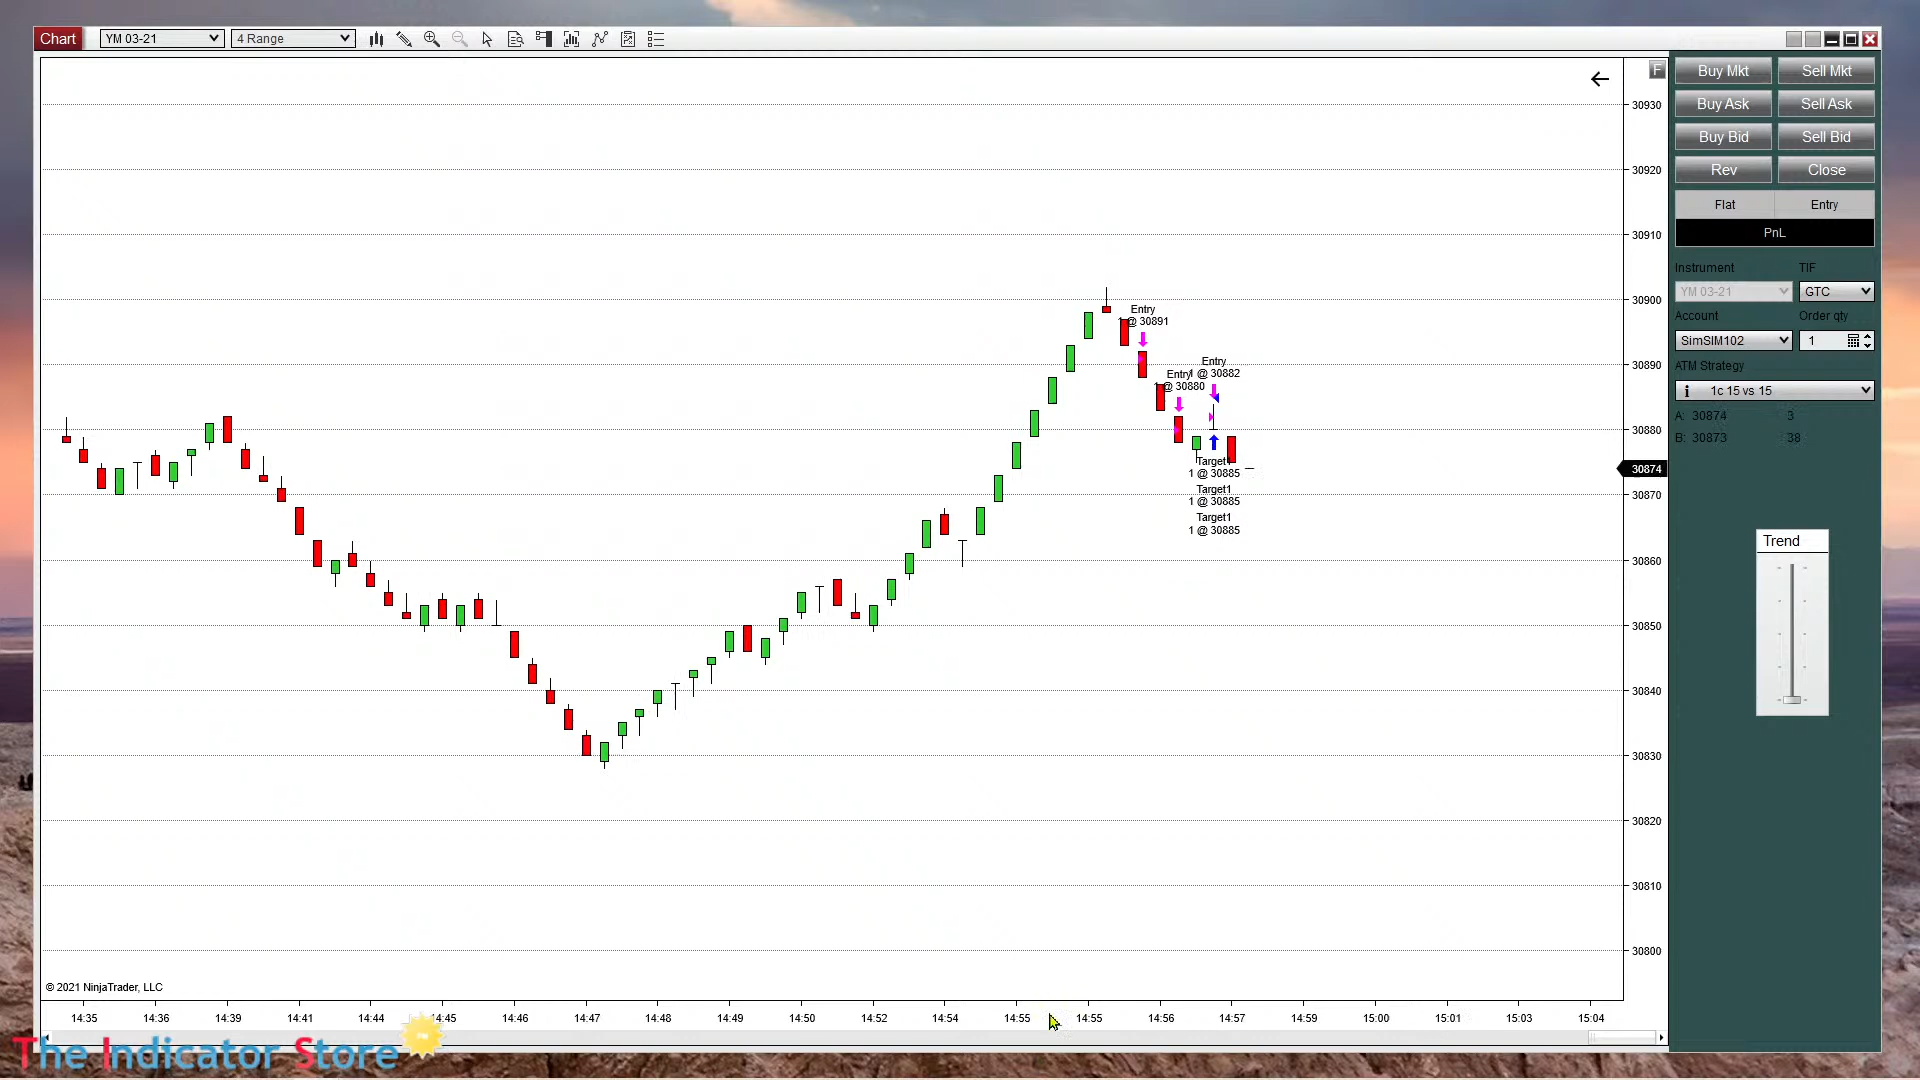 Chart
YM 03-21
4 Range
F
Buy Mkt
Sell Mkt
Buy Ask
Sell Ask
Buy Bid
Sell Bid
Rev
Close
Flat
Entry
PnL
Instrument
TIF
YM 03-21
GTC
Account
Order qty
SimSIM102
1
ATM Strategy
i
1c 15 vs 15
A: 30874
3
B: 30873
38
Trend
30930
30920
30910
30900
30890
30880
30874
30870
30860
30850
30840
30830
30820
30810
30800
Entry
1 @ 30891
Entry
1 @ 30882
Entry
1 @ 30880
Target1
1 @ 30885
Target1
1 @ 30885
Target1
1 @ 30885
© 2021 NinjaTrader, LLC
14:35
14:36
14:39
14:41
14:44
14:45
14:46
14:47
14:48
14:49
14:50
14:52
14:54
14:55
14:55
14:56
14:57
14:59
15:00
15:01
15:03
15:04
The Indicator Store